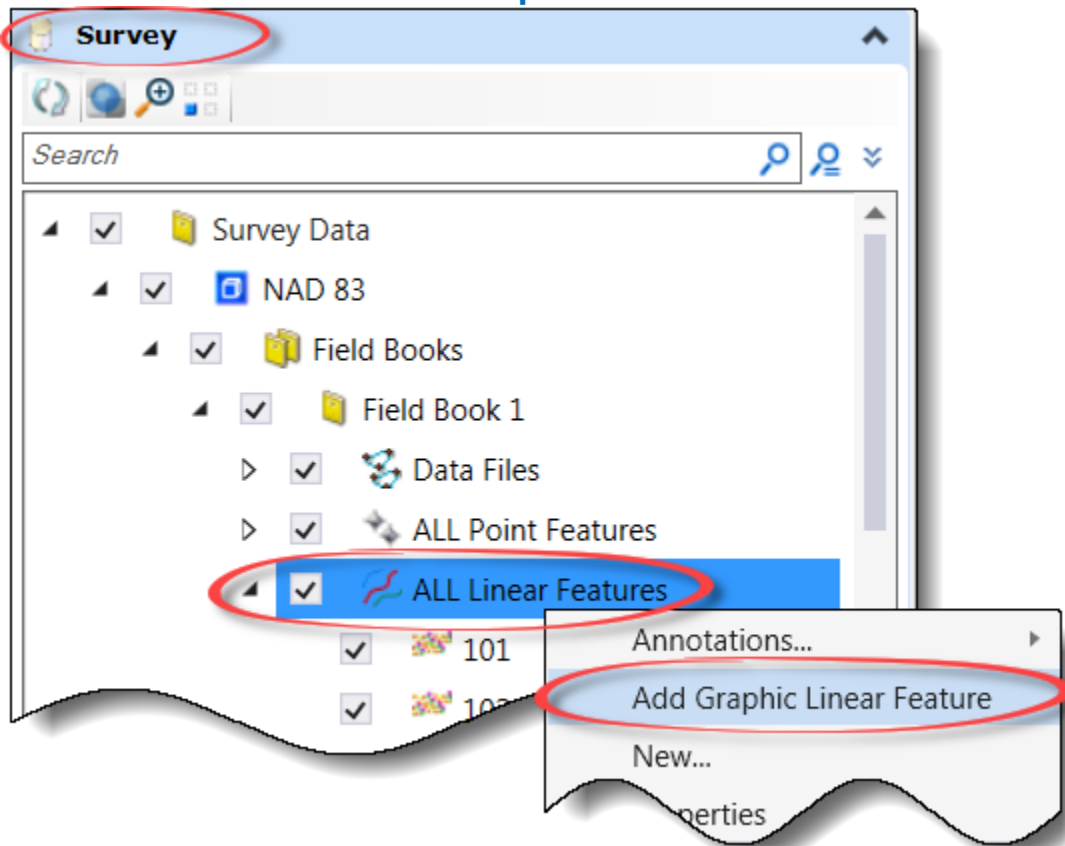 Survey
Search
Survey Data
NAD 83
Field Books
Field Book 1
Data Files
ALL Point Features
ALL Linear Features
101
Annotations...
Add Graphic Linear Feature
New...